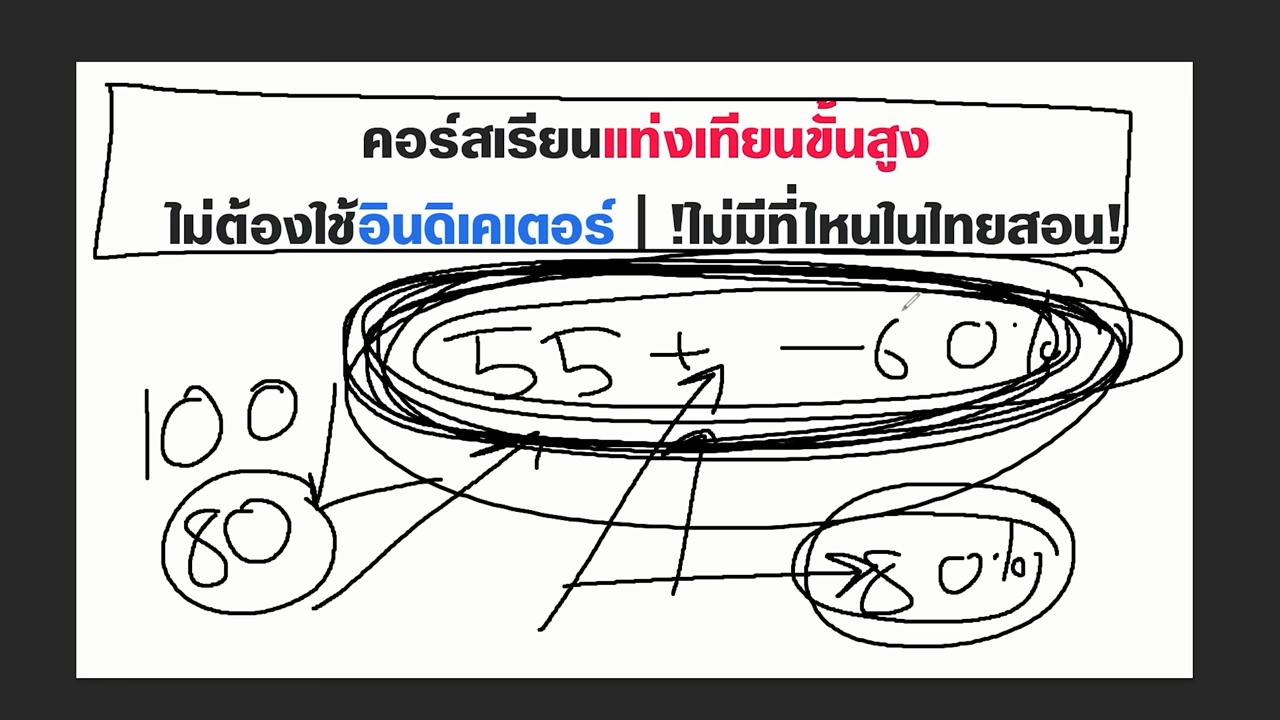 คอร์สเรียนแท่งเทียนขั้นสูง
ไม่ต้องใช้อินดิเคเตอร์ | !ไม่มีที่ไหนในไทยสอน!
55 + — 60%
100
80
80%